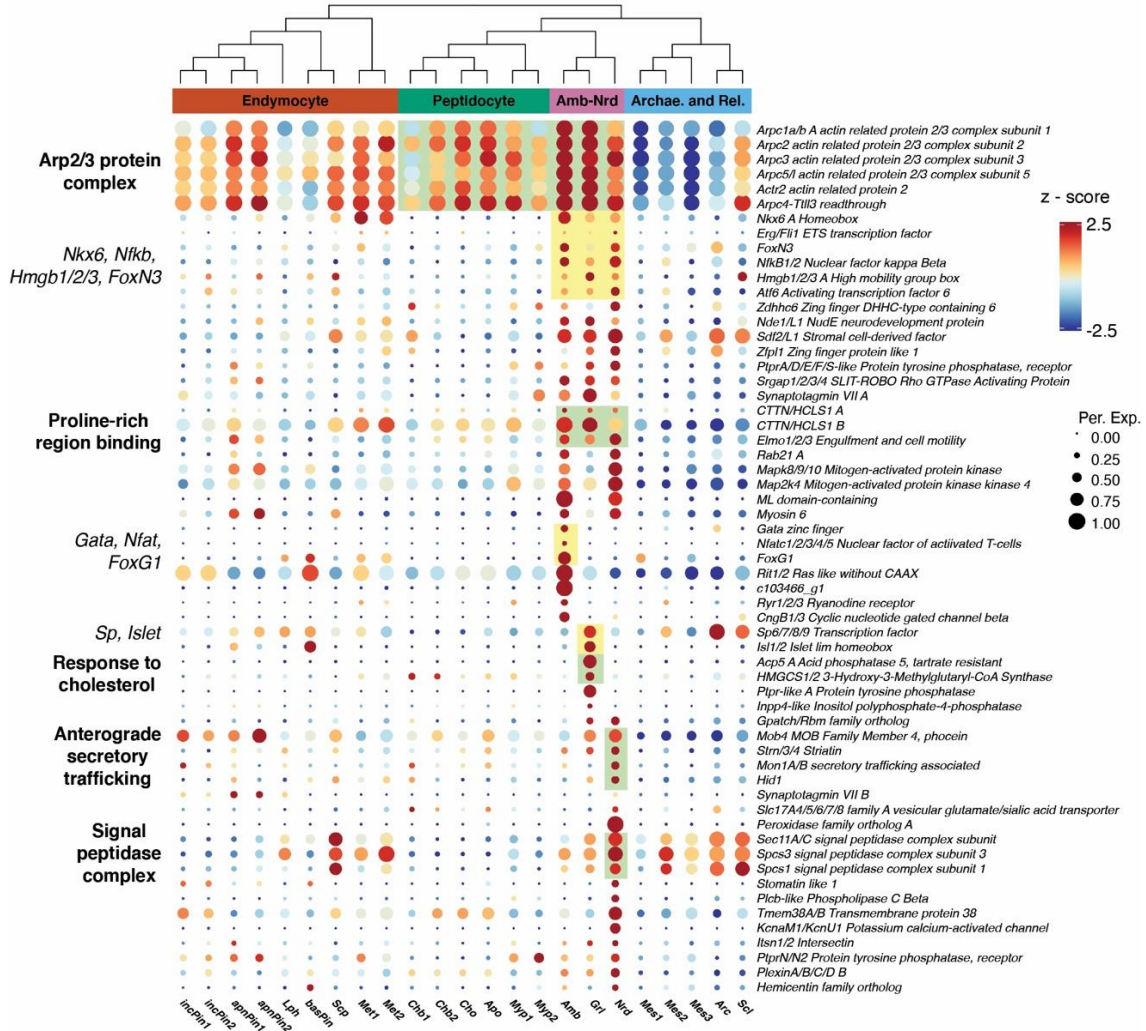 Endymocyte Peptidocyte Amb-Nrd Archae. and Rel.
Arp2/3 protein
complex
Nkx6, Nfkb,
Hmgb1/2/3, FoxN3
Proline-rich
region binding
Gata, Nfat,
FoxG1
Sp, Islet
Response to
cholesterol
Anterograde
secretory
trafficking
Signal
peptidase
complex
Arpc1a/b A actin related protein 2/3 complex subunit 1
Arpc2 actin related protein 2/3 complex subunit 2
Arpc3 actin related protein 2/3 complex subunit 3
Arpc5/l actin related protein 2/3 complex subunit 5
Actr2 actin related protein 2
Arpc4-Ttll3 readthrough
Nkx6 A Homeobox
Erg/Fli1 ETS transcription factor
FoxN3
NfkB1/2 Nuclear factor kappa Beta
Hmgb1/2/3 A High mobility group box
Atf6 Activating transcription factor 6
Zdhhc6 Zing finger DHHC-type containing 6
Nde1/L1 NudE neurodevelopment protein
Sdf2/L1 Stromal cell-derived factor
Zfpl1 Zing finger protein like 1
PtprA/D/E/F/S-like Protein tyrosine phosphatase, receptor
Srgap1/2/3/4 SLIT-ROBO Rho GTPase Activating Protein
Synaptotagmin VII A
CTTN/HCLS1 A
CTTN/HCLS1 B
Elmo1/2/3 Engulfment and cell motility
Rab21 A
Mapk8/9/10 Mitogen-activated protein kinase
Map2k4 Mitogen-activated protein kinase kinase 4
ML domain-containing
Myosin 6
Gata zinc finger
Nfatc1/2/3/4/5 Nuclear factor of actiivated T-cells
FoxG1
Rit1/2 Ras like witihout CAAX
c103466_g1
Ryr1/2/3 Ryanodine receptor
CngB1/3 Cyclic nucleotide gated channel beta
Sp6/7/8/9 Transcription factor
Isl1/2 Islet lim homeobox
Acp5 A Acid phosphatase 5, tartrate resistant
HMGCS1/2 3-Hydroxy-3-Methylglutaryl-CoA Synthase
Ptpr-like A Protein tyrosine phosphatase
Inpp4-like Inositol polyphosphate-4-phosphatase
Gpatch/Rbm family ortholog
Mob4 MOB Family Member 4, phocein
Strn/3/4 Striatin
Mon1A/B secretory trafficking associated
Hid1
Synaptotagmin VII B
Slc17A4/5/6/7/8 family A vesicular glutamate/sialic acid transporter
Peroxidase family ortholog A
Sec11A/C signal peptidase complex subunit
Spcs3 signal peptidase complex subunit 3
Spcs1 signal peptidase complex subunit 1
Stomatin like 1
Plcb-like Phospholipase C Beta
Tmem38A/B Transmembrane protein 38
KcnaM1/KcnU1 Potassium calcium-activated channel
Itsn1/2 Intersectin
PtprN/N2 Protein tyrosine phosphatase, receptor
PlexinA/B/C/D B
Hemicentin family ortholog
z - score
2.5
-2.5
Per. Exp.
0.00
0.25
0.50
0.75
1.00
incPin1 incPin2 apnPin1 apnPin2 Lph basPin Scp Met1 Met2 Chb1 Chb2 Cho Apo Myp1 Myp2 Amb Grl Nrd Mes1 Mes2 Mes3 Arc Scl